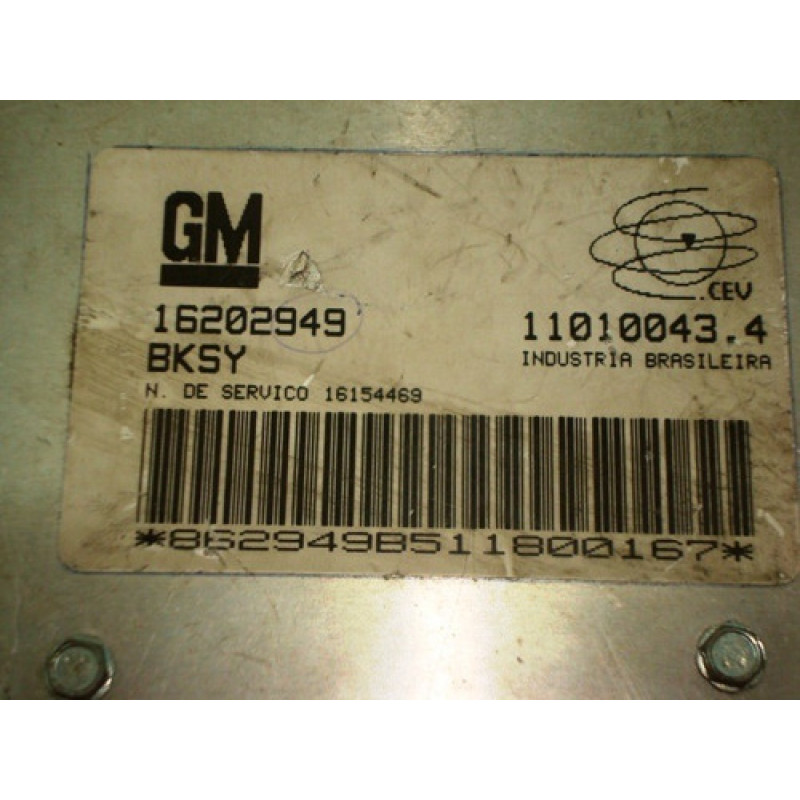 GM
.CEV
16202949
11010043.4
BKSY
INDUSTRIA BRASILEIRA
N. DE SERVICO 16154469
*862949B511800167*